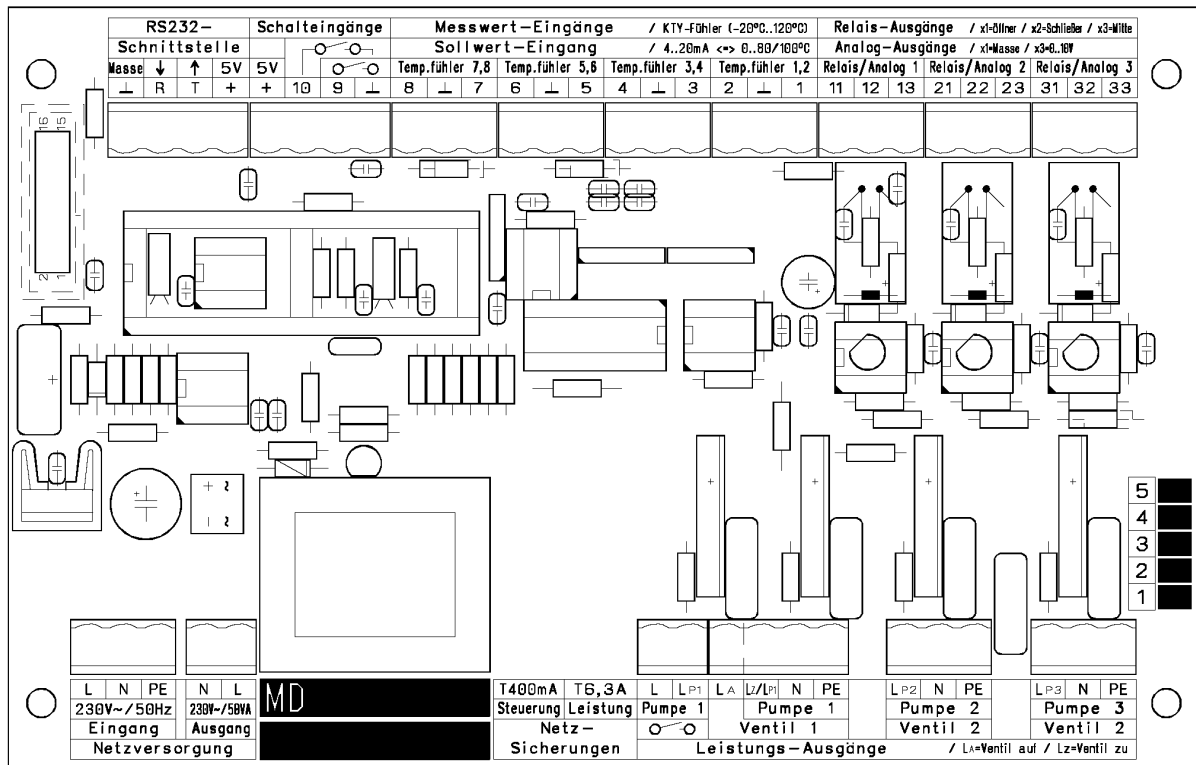 RS232- Schalteingänge Messwert-Eingänge / KTY-Fühler (-20°C..120°C) Relais-Ausgänge / x1=Öffner / x2=Schließer / x3=Mitte
Schnittstelle Sollwert-Eingang / 4..20mA <=> 0..80/100°C Analog-Ausgänge / x1=Masse / x3=0..10V
Masse ↓ ↑ 5V 5V Temp.fühler 7,8 Temp.fühler 5,6 Temp.fühler 3,4 Temp.fühler 1,2 Relais/Analog 1 Relais/Analog 2 Relais/Analog 3
⊥ R T + + 10 9 ⊥ 8 ⊥ 7 6 ⊥ 5 4 ⊥ 3 2 ⊥ 1 11 12 13 21 22 23 31 32 33
16 15
2 1
5
4
3
2
1
L N PE N L MD T400mA T6,3A L LP1 LA LZ/LP1 N PE LP2 N PE LP3 N PE
230V~/50Hz 230V~/50VA Steuerung Leistung Pumpe 1 Pumpe 1 Pumpe 2 Pumpe 3
Eingang Ausgang Netz- Ventil 1 Ventil 2 Ventil 2
Netzversorgung Sicherungen Leistungs-Ausgänge / LA=Ventil auf / Lz=Ventil zu